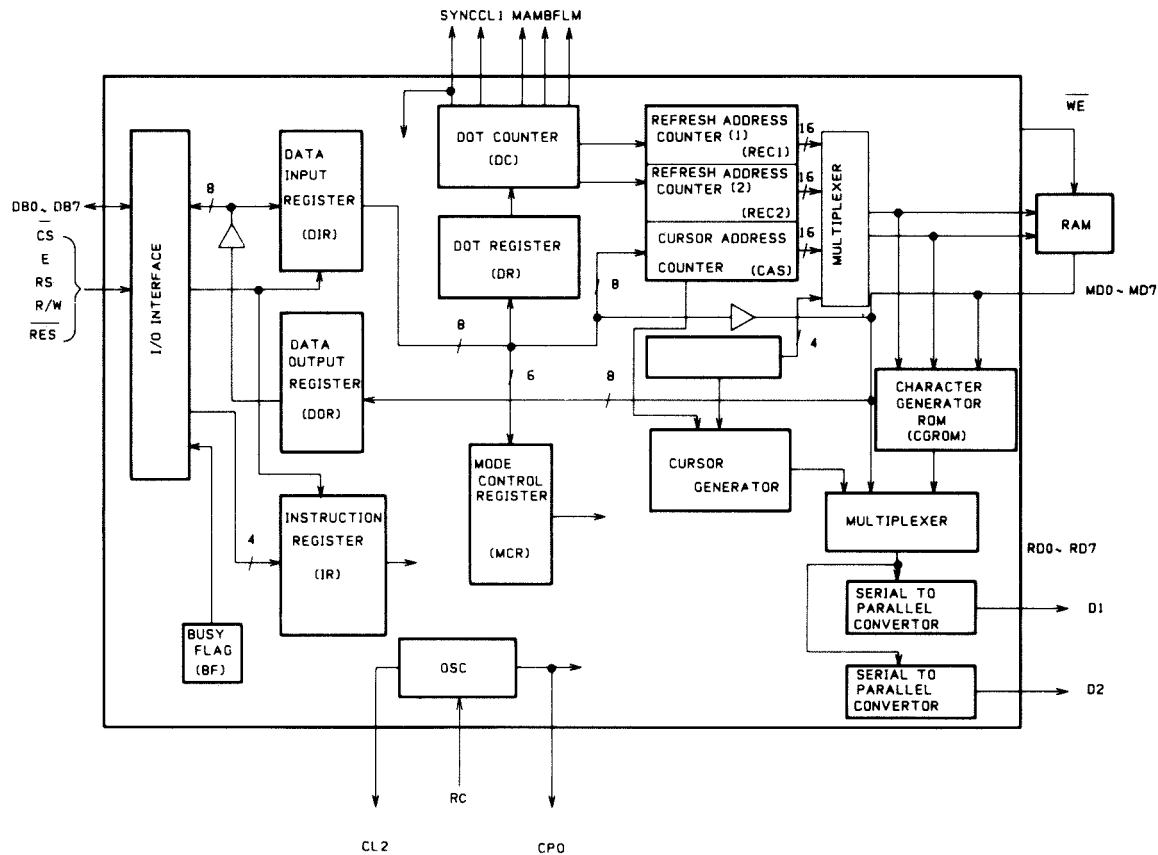 SYNCCL1 MAMBFLM
I/O INTERFACE
DATA
INPUT
REGISTER
(DIR)
DOT COUNTER
(DC)
REFRESH ADDRESS
COUNTER (1)
(REC1)
REFRESH ADDRESS
COUNTER (2)
(REC2)
CURSOR ADDRESS
COUNTER (CAS)
16
16
16
MULTIPLEXER
WE
RAM
8
DB0~ DB7
CS
E
RS
R/W
RES
DOT REGISTER
(DR)
8
8
6
8
4
MD0~MD7
DATA
OUTPUT
REGISTER
(DOR)
CHARACTER
GENERATOR
ROM
(CGROM)
CURSOR
GENERATOR
MODE
CONTROL
REGISTER
(MCR)
4
INSTRUCTION
REGISTER
(IR)
MULTIPLEXER
RD0~ RD7
SERIAL TO
PARALLEL
CONVERTOR
D1
BUSY
FLAG
(BF)
OSC
SERIAL TO
PARALLEL
CONVERTOR
D2
RC
CL2
CPO